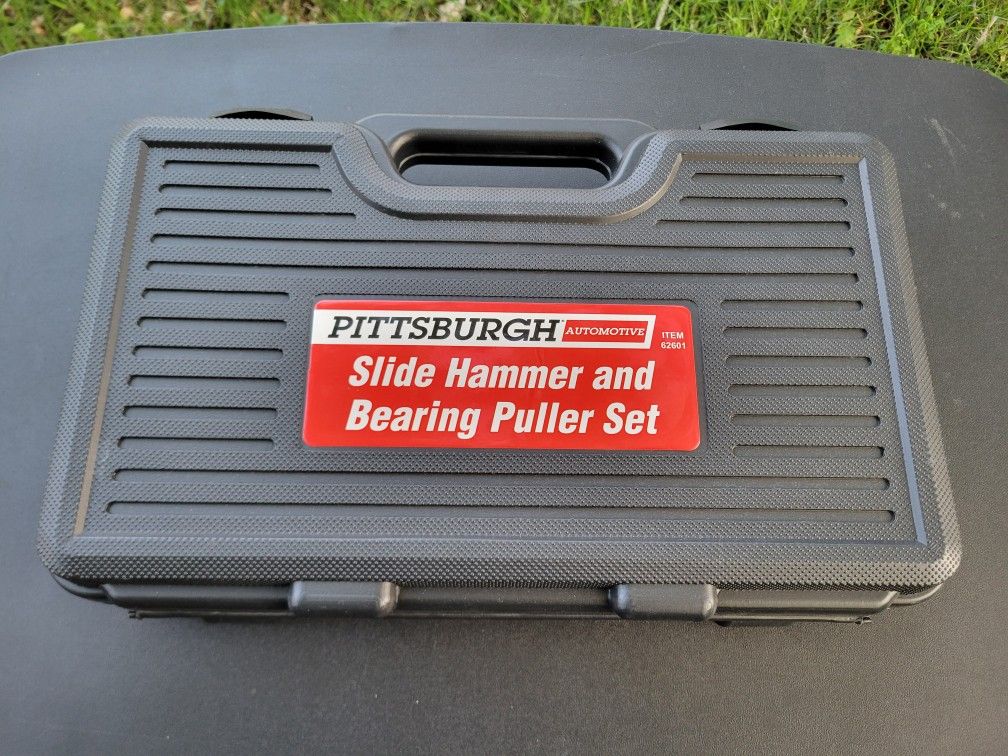 PITTSBURGH AUTOMOTIVE ITEM
62601
Slide Hammer and
Bearing Puller Set